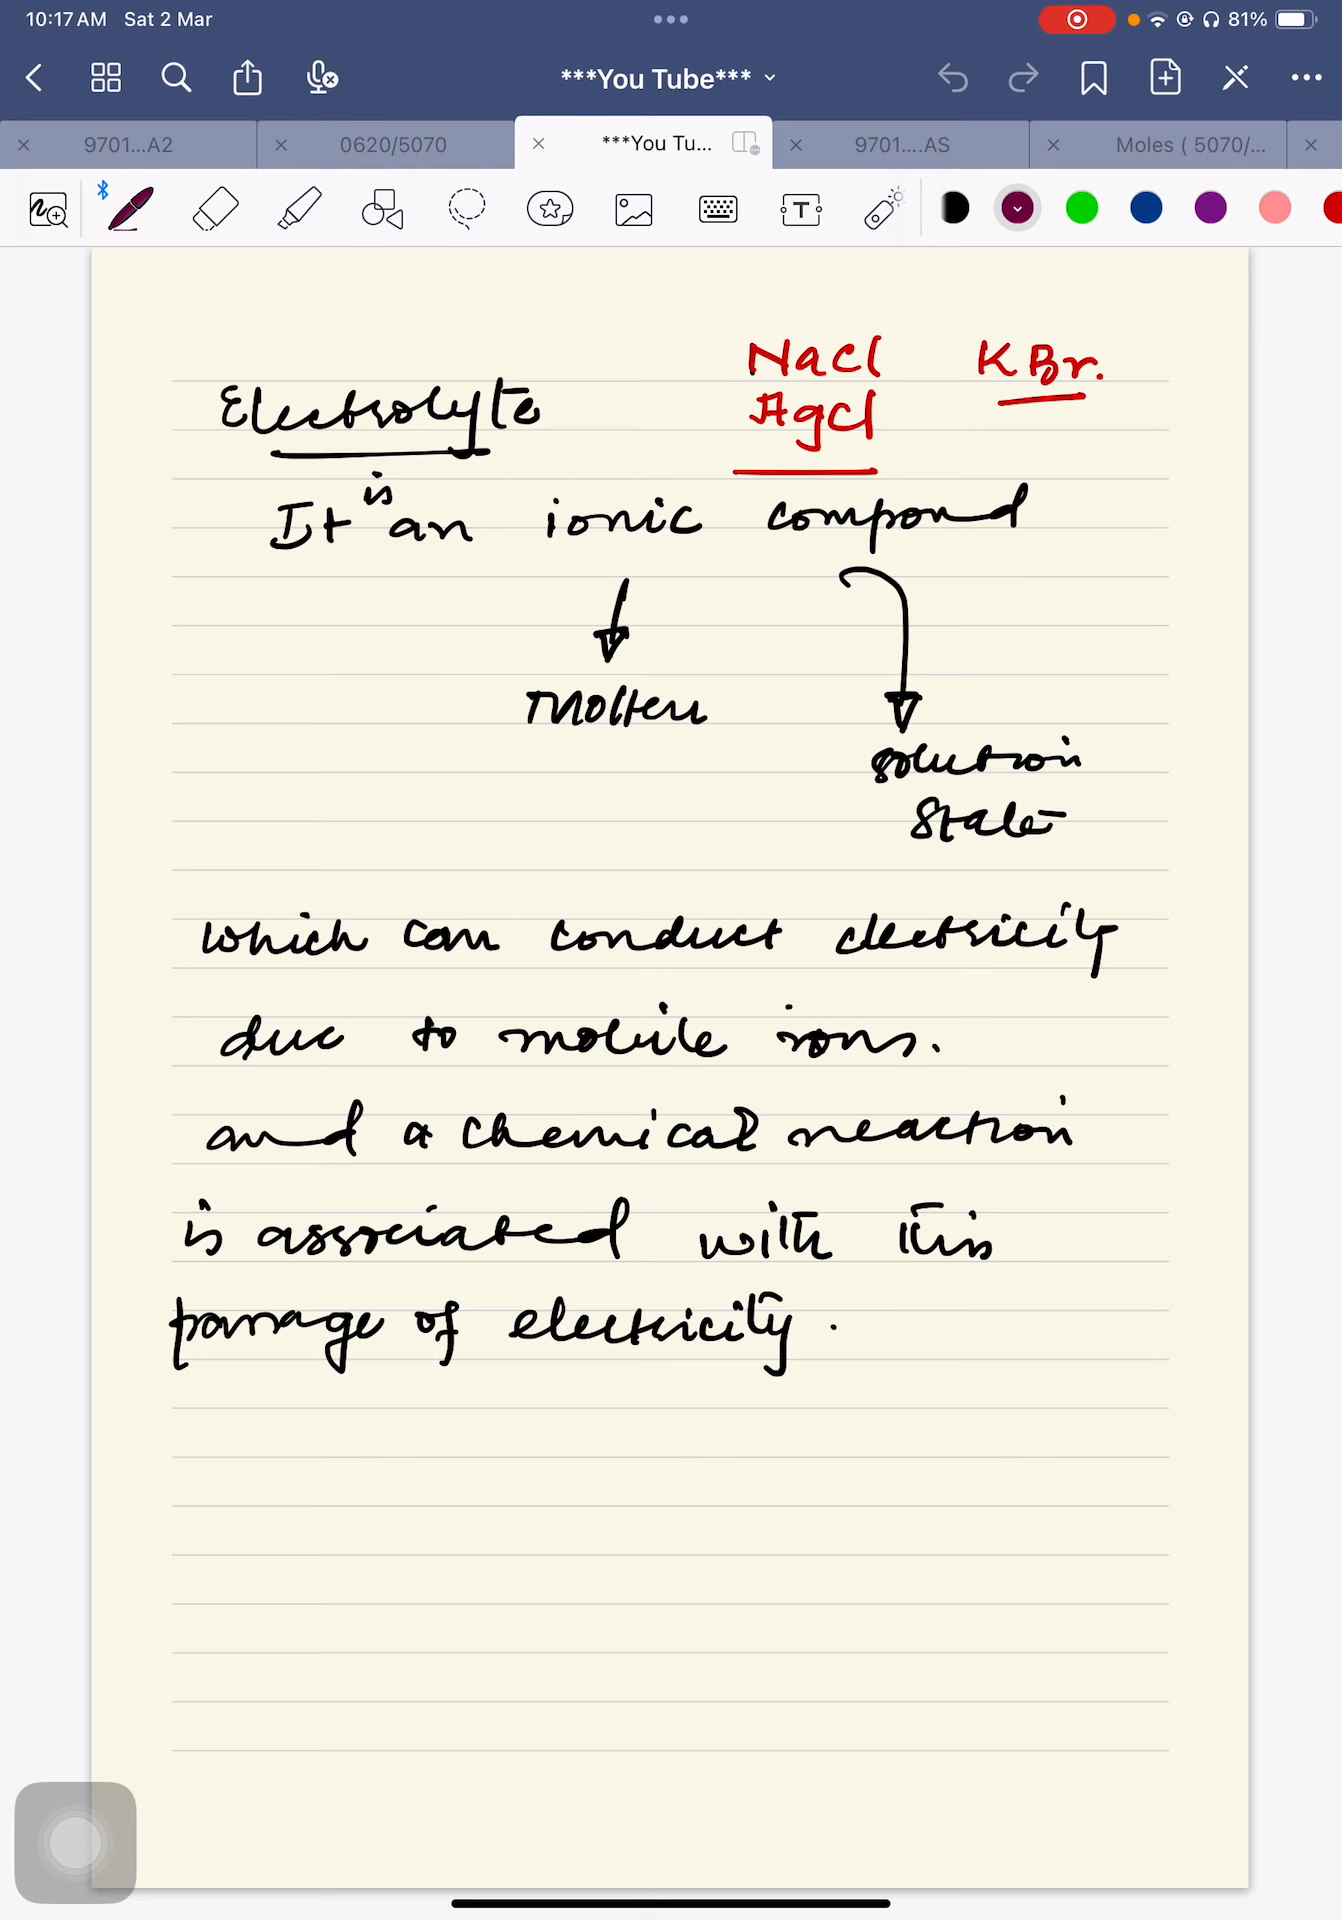 10:17 AM Sat 2 Mar 81%
***You Tube***
9701...A2 0620/5070 ***You Tu... 9701....AS Moles ( 5070/...
T
NaCl KBr.
Electrolyte AgCl
is
It an ionic compond
Molten
solution
State
which can conduct electricity
due to mobile ions.
and a chemical reaction
is associated with this
passage of electricity.